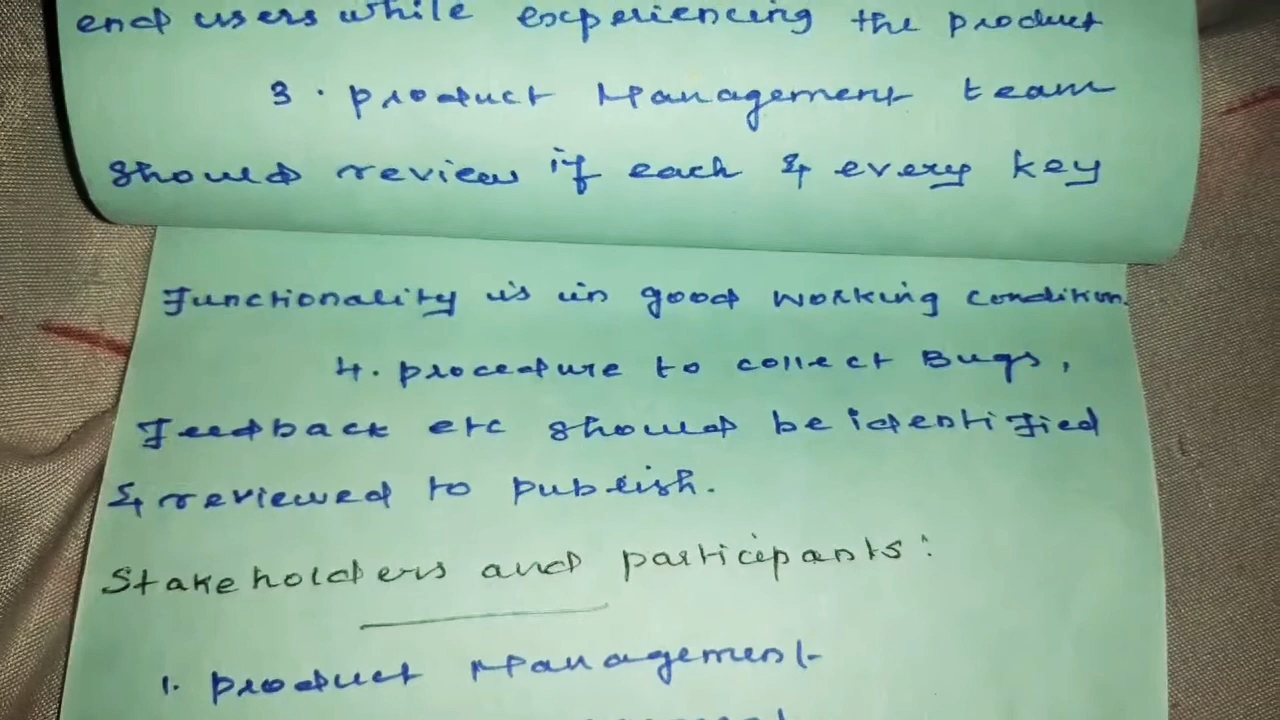 end users while experiencing the product
3. product Management team
should review if each & every key
functionality is in good working condition.
4. procedure to collect Bugs,
feedback etc should be identified
& reviewed to publish.
Stakeholders and participants:
1. product Management